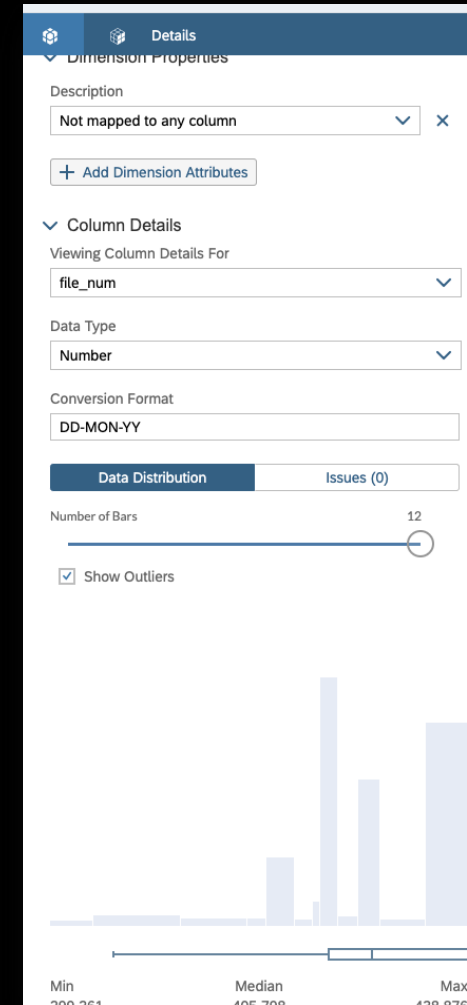 Details
Dimension Properties
Description
Not mapped to any column
+ Add Dimension Attributes
Column Details
Viewing Column Details For
file_num
Data Type
Number
Conversion Format
DD-MON-YY
Data Distribution Issues (0)
Number of Bars 12
Show Outliers
Min Median Max